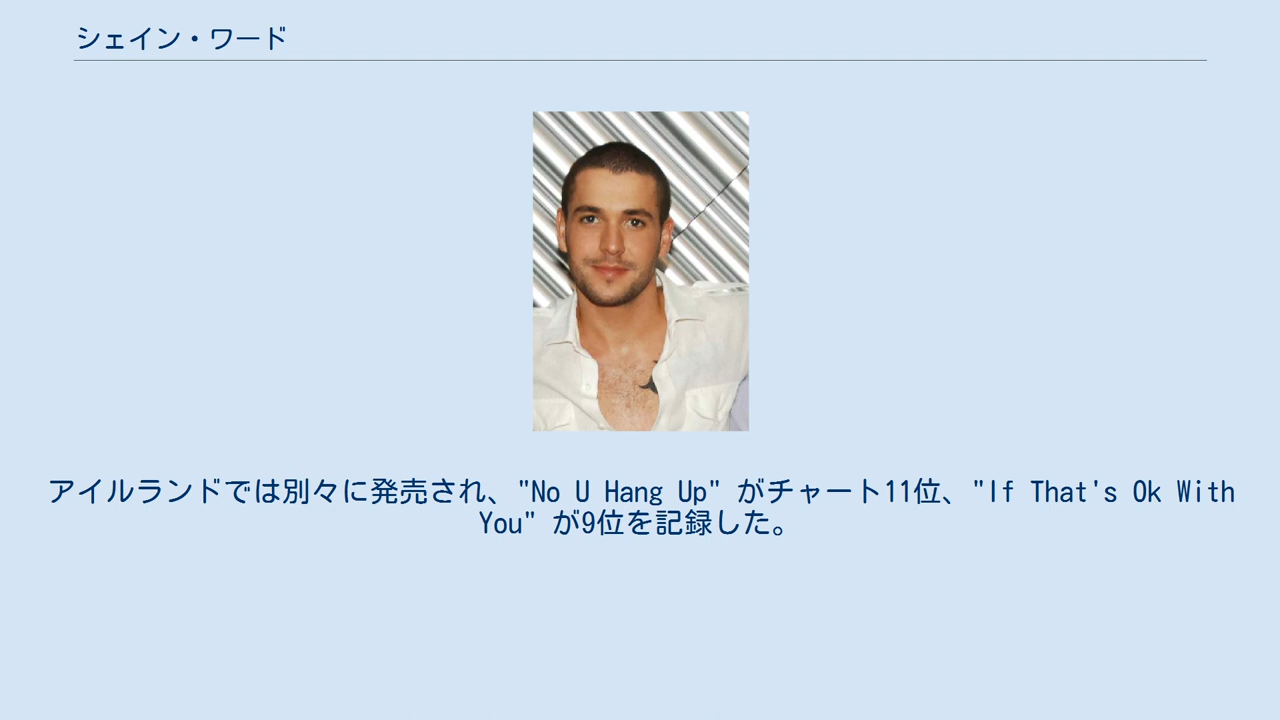 シェイン・ワード
アイルランドでは別々に発売され、"No U Hang Up" がチャート11位、"If That's Ok With
You" が9位を記録した。